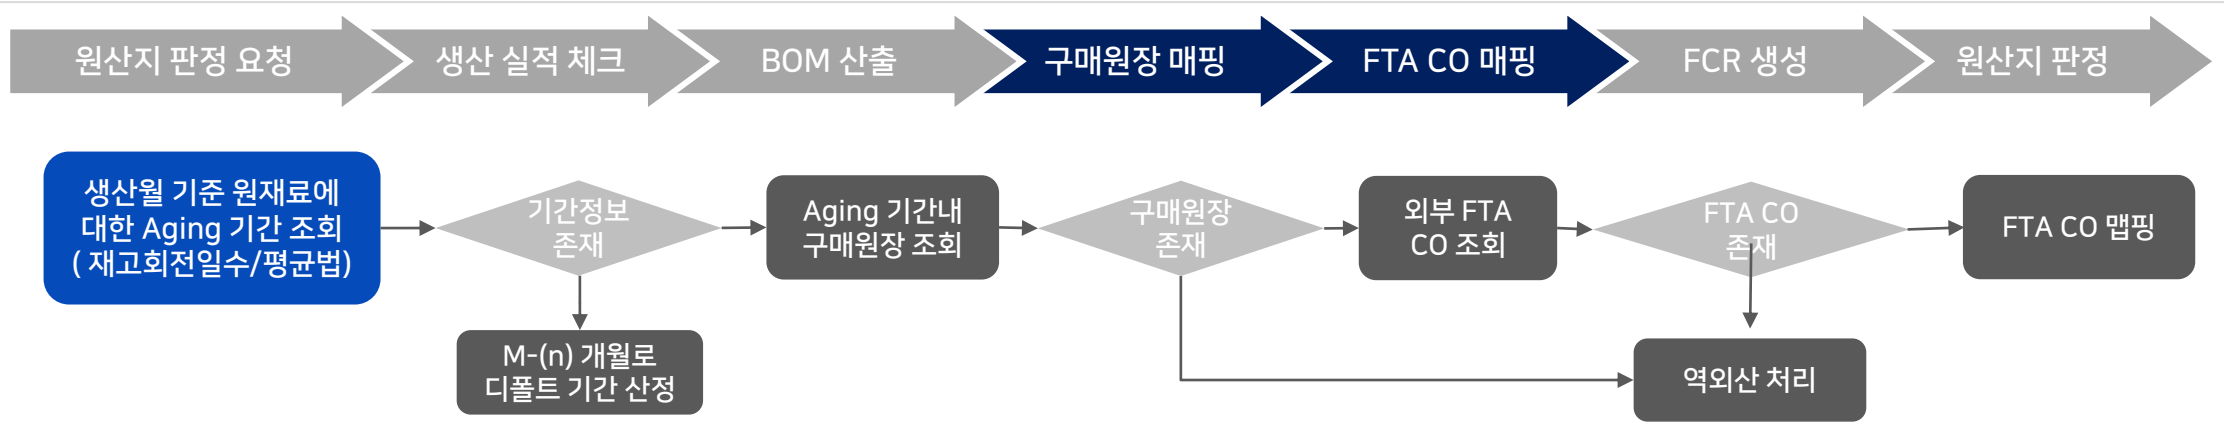 원산지 판정 요청
생산 실적 체크
BOM 산출
구매원장 매핑
FTA CO 매핑
FCR 생성
원산지 판정
생산월 기준 원재료에
대한 Aging 기간 조회
( 재고회전일수/평균법)
기간정보
존재
Aging 기간내
구매원장 조회
구매원장
존재
외부 FTA
CO 조회
FTA CO
존재
FTA CO 맵핑
M-(n) 개월로
디폴트 기간 산정
역외산 처리